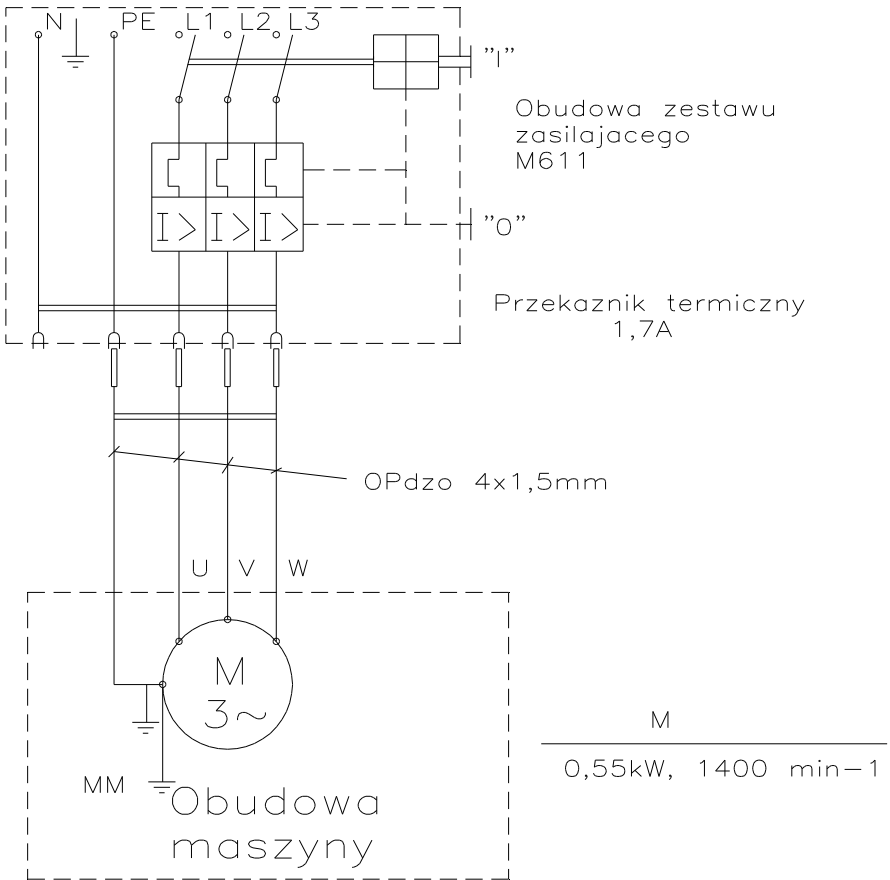 N PE L1 L2 L3
"I"
Obudowa zestawu
zasilajacego
M611
I> I> I>
"0"
Przekaznik termiczny
1,7A
OPdzo 4x1,5mm
U V W
M
3~
M
0,55kW, 1400 min-1
MM
Obudowa
maszyny